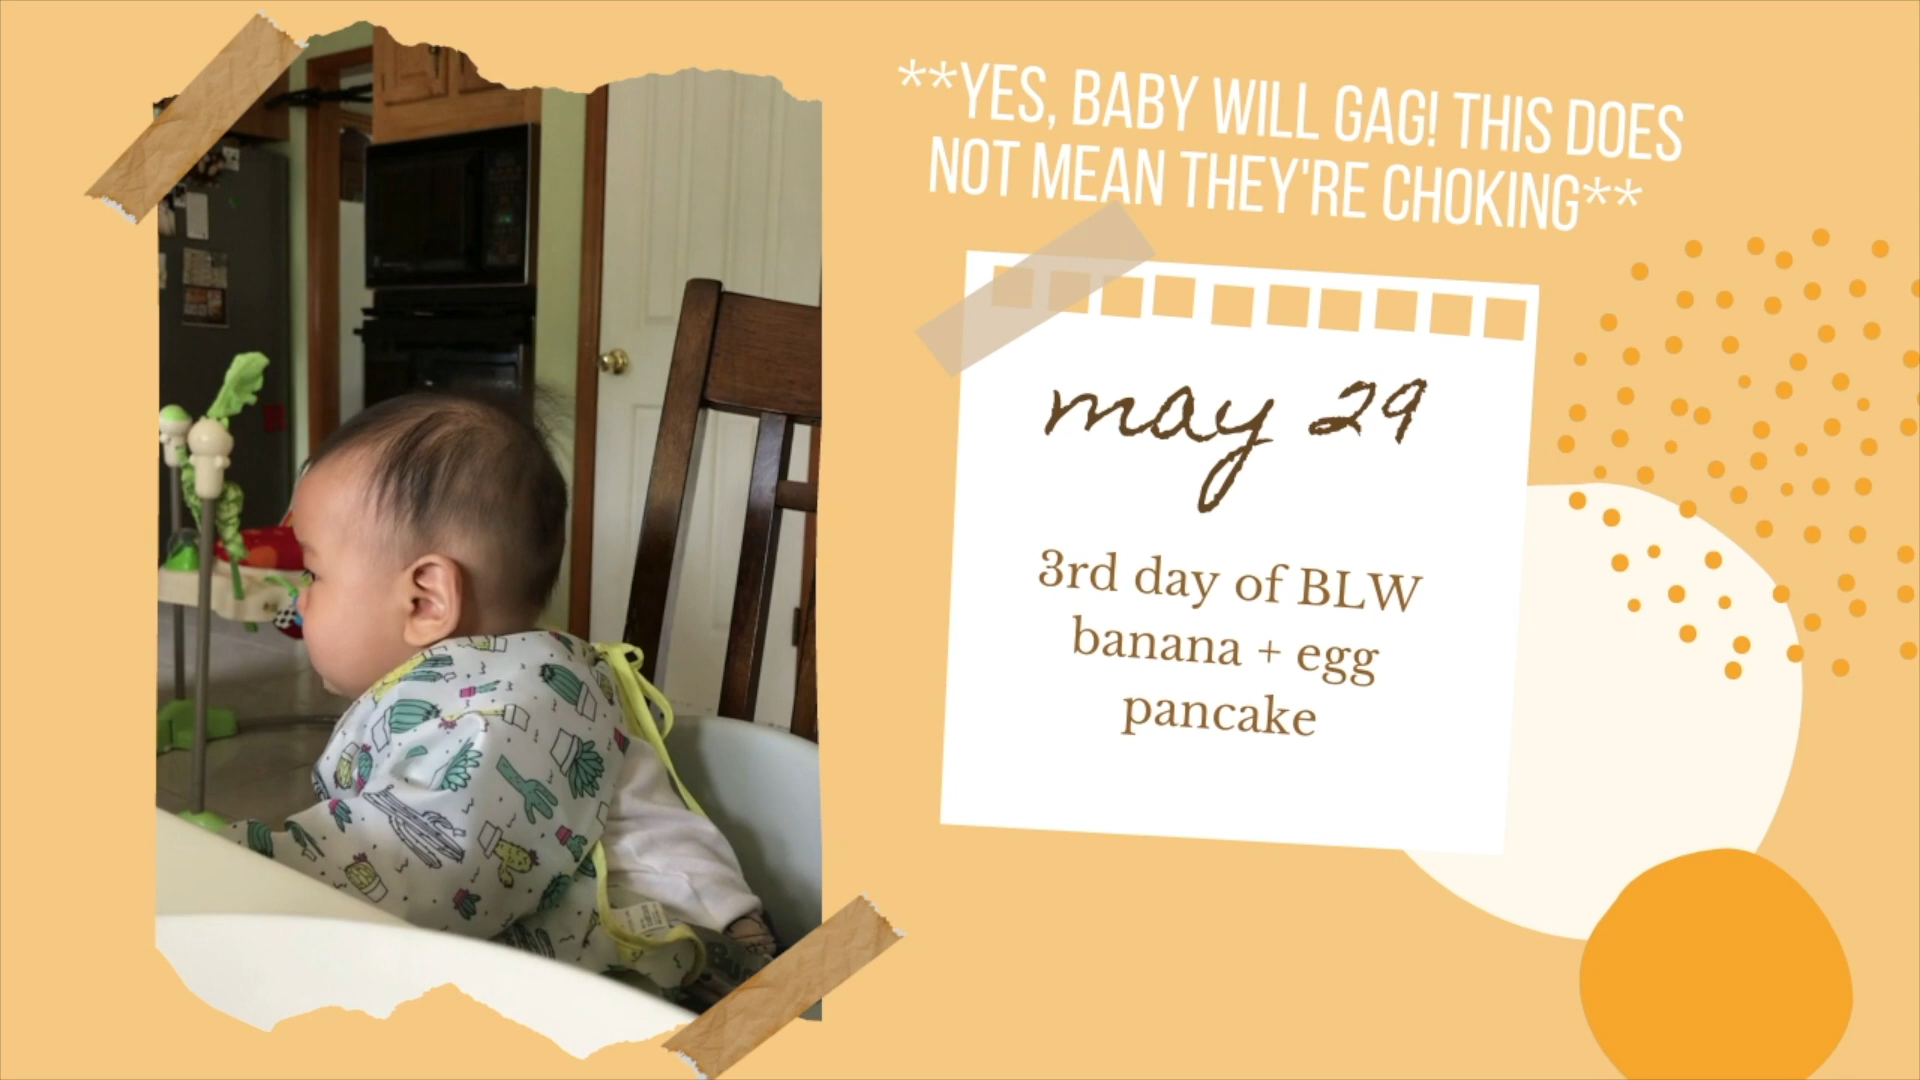 **YES, BABY WILL GAG! THIS DOES
NOT MEAN THEY'RE CHOKING**
may 29
3rd day of BLW
banana + egg
pancake